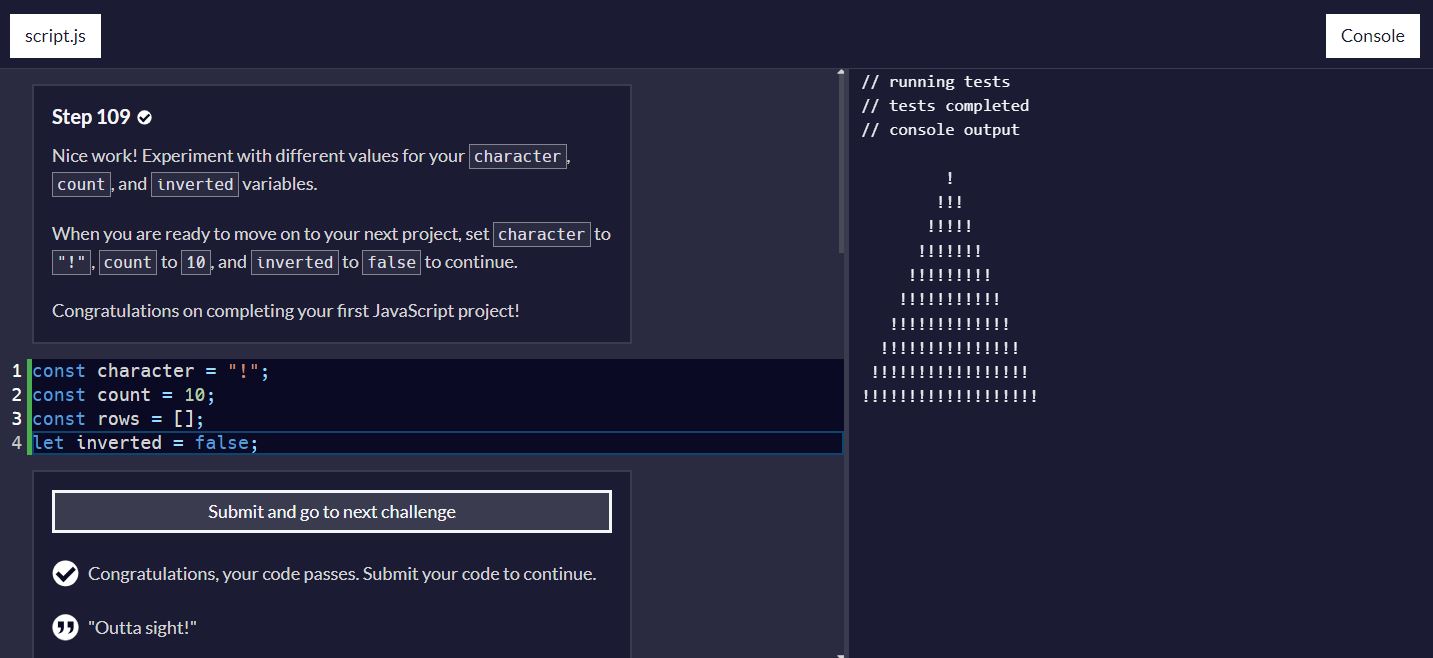 script.js
Console
Step 109
Nice work! Experiment with different values for your character,
count, and inverted variables.
When you are ready to move on to your next project, set character to
"!", count to 10, and inverted to false to continue.
Congratulations on completing your first JavaScript project!
1 const character = "!";
2 const count = 10;
3 const rows = [];
4 let inverted = false;
Submit and go to next challenge
Congratulations, your code passes. Submit your code to continue.
"Outta sight!"
// running tests
// tests completed
// console output
!
!!!
!!!!!
!!!!!!!
!!!!!!!!!
!!!!!!!!!!!
!!!!!!!!!!!!!
!!!!!!!!!!!!!!!
!!!!!!!!!!!!!!!!!
!!!!!!!!!!!!!!!!!!!